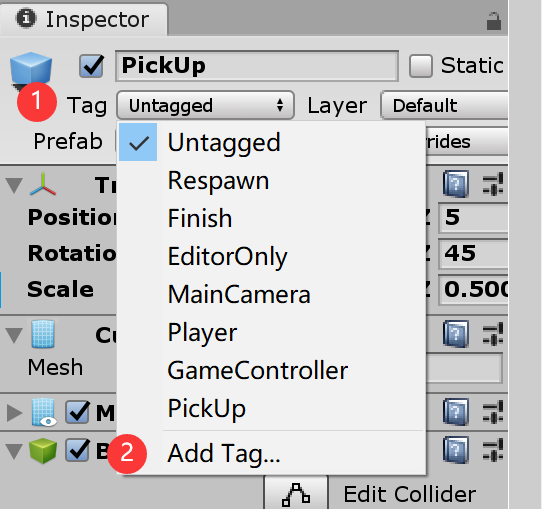 Inspector
PickUp Static
1 Tag Untagged Layer Default
Prefab rides
Untagged
Respawn
Finish
EditorOnly
MainCamera
Player
GameController
PickUp
2 Add Tag...
Tr
Position Z 5
Rotatio Z 45
Scale Z 0.500
Cu
Mesh
M
B
Edit Collider